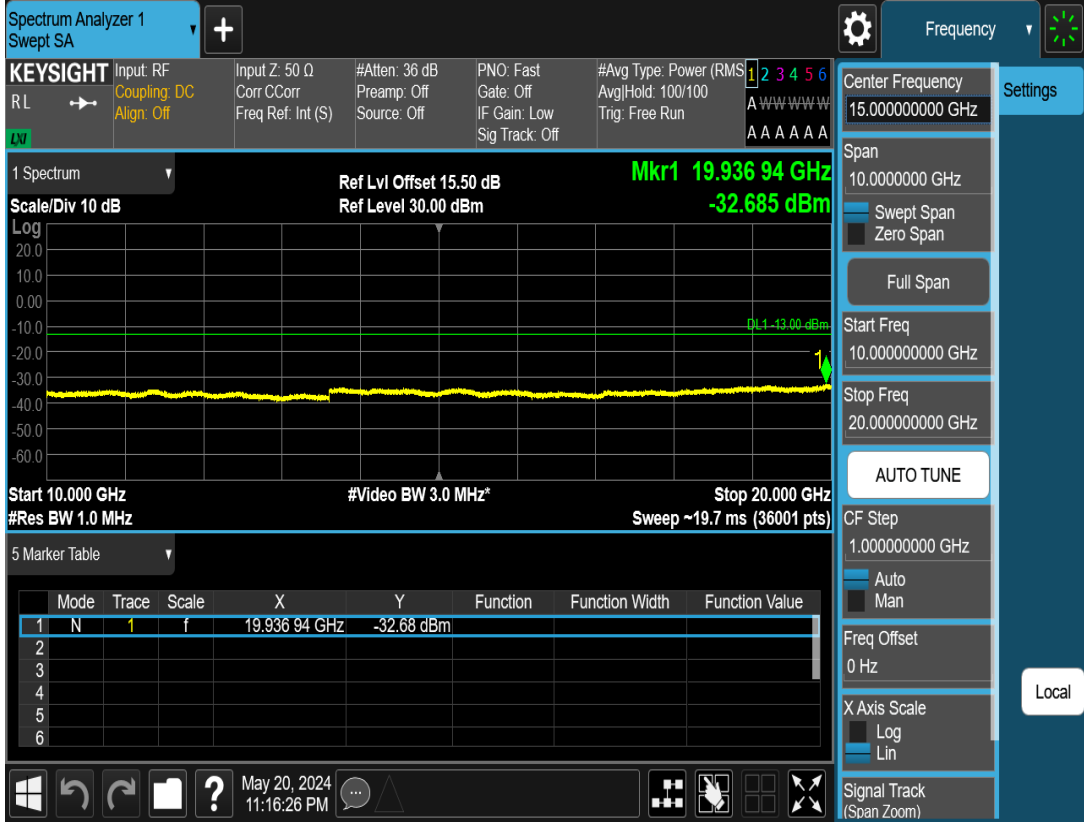 Spectrum Analyzer 1
Swept SA
+
Frequency
KEYSIGHT
RL
LXI
Input: RF
Coupling: DC
Align: Off
Input Z: 50 Ω
Corr CCorr
Freq Ref: Int (S)
#Atten: 36 dB
Preamp: Off
Source: Off
PNO: Fast
Gate: Off
IF Gain: Low
Sig Track: Off
#Avg Type: Power (RMS
Avg|Hold: 100/100
Trig: Free Run
1 2 3 4 5 6
A W W W W W
A A A A A A
1 Spectrum
Scale/Div 10 dB
Ref Lvl Offset 15.50 dB
Ref Level 30.00 dBm
Mkr1 19.936 94 GHz
-32.685 dBm
Log
20.0
10.0
0.00
-10.0
-20.0
-30.0
-40.0
-50.0
-60.0
DL1 -13.00 dBm
1
Start 10.000 GHz
#Res BW 1.0 MHz
#Video BW 3.0 MHz*
Stop 20.000 GHz
Sweep ~19.7 ms (36001 pts)
5 Marker Table
Mode Trace Scale X Y Function Function Width Function Value
1 N 1 f 19.936 94 GHz -32.68 dBm
2
3
4
5
6
May 20, 2024
11:16:26 PM
?
Center Frequency
15.000000000 GHz
Settings
Span
10.0000000 GHz
Swept Span
Zero Span
Full Span
Start Freq
10.000000000 GHz
Stop Freq
20.000000000 GHz
AUTO TUNE
CF Step
1.000000000 GHz
Auto
Man
Freq Offset
0 Hz
X Axis Scale
Log
Lin
Local
Signal Track
(Span Zoom)